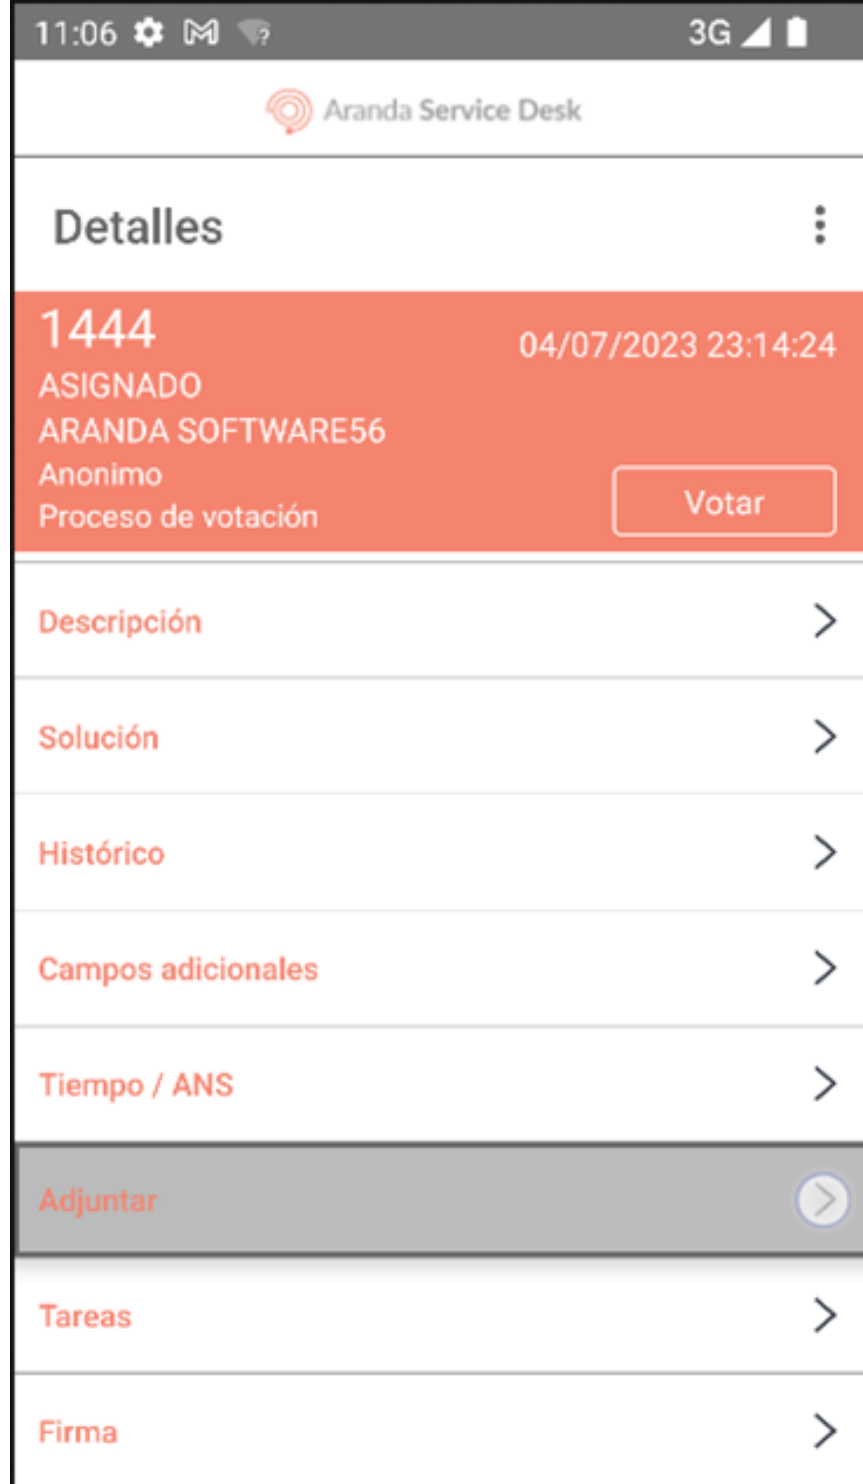 11:06 3G
Aranda Service Desk
Detalles
1444
04/07/2023 23:14:24
ASIGNADO
ARANDA SOFTWARE56
Anonimo
Proceso de votación
Votar
Descripción
Solución
Histórico
Campos adicionales
Tiempo / ANS
Adjuntar
Tareas
Firma